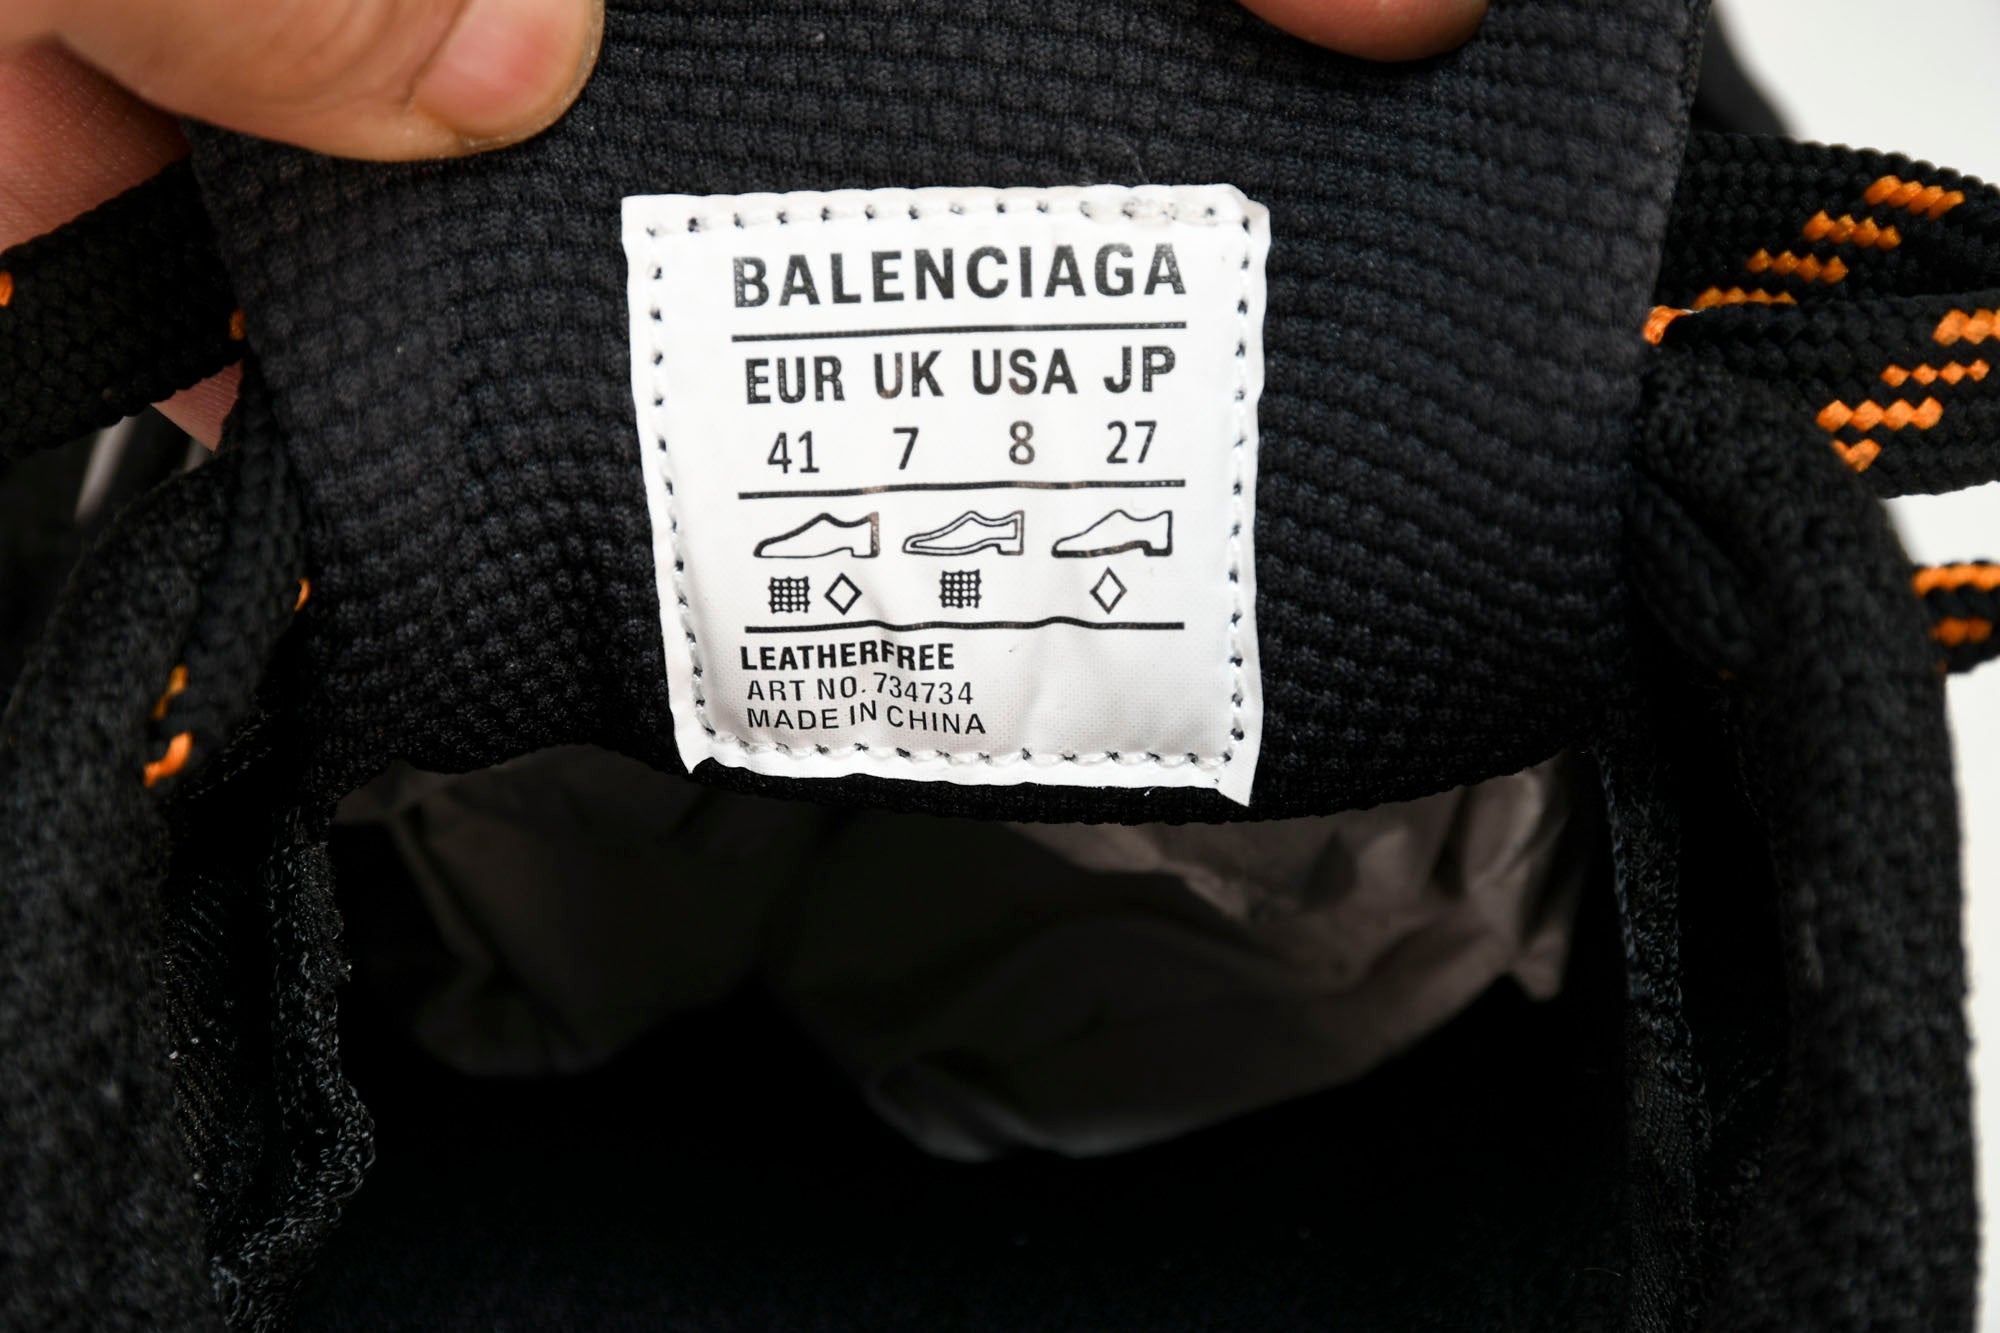 BALENCIAGA
EUR UK USA JP
41 7 8 27
LEATHERFREE
ART NO. 734734
MADE IN CHINA